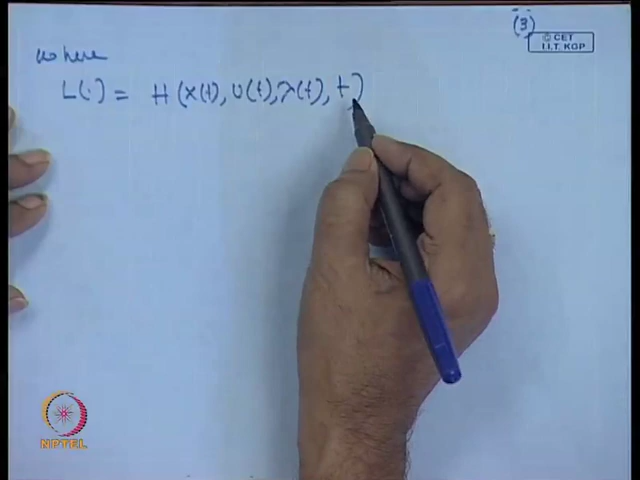 (3)
© CET
I.I.T. KGP
where
L(·) = H (x(t), u(t), λ(t), t)
NPTEL